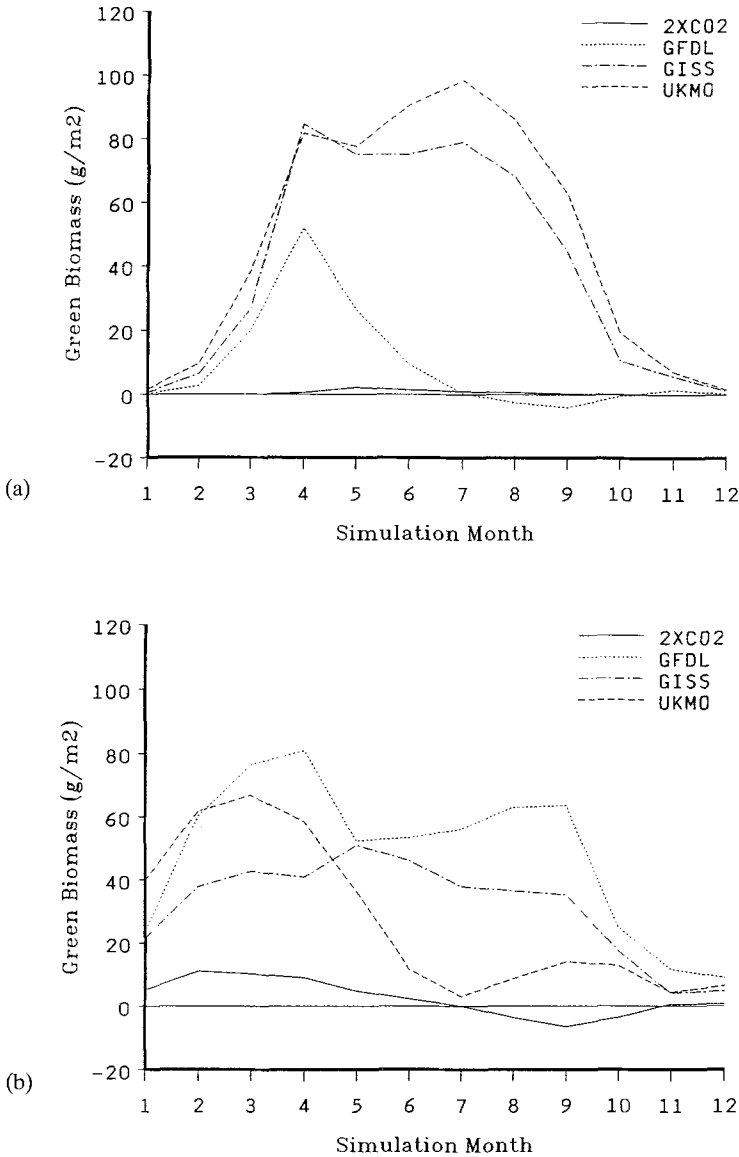 120
100
80
60
40
20
0
-20
Green Biomass (g/m2)
2XCO2
GFDL
GISS
UKMO
1 2 3 4 5 6 7 8 9 10 11 12
Simulation Month
(a)
120
100
80
60
40
20
0
-20
Green Biomass (g/m2)
2XCO2
GFDL
GISS
UKMO
1 2 3 4 5 6 7 8 9 10 11 12
Simulation Month
(b)